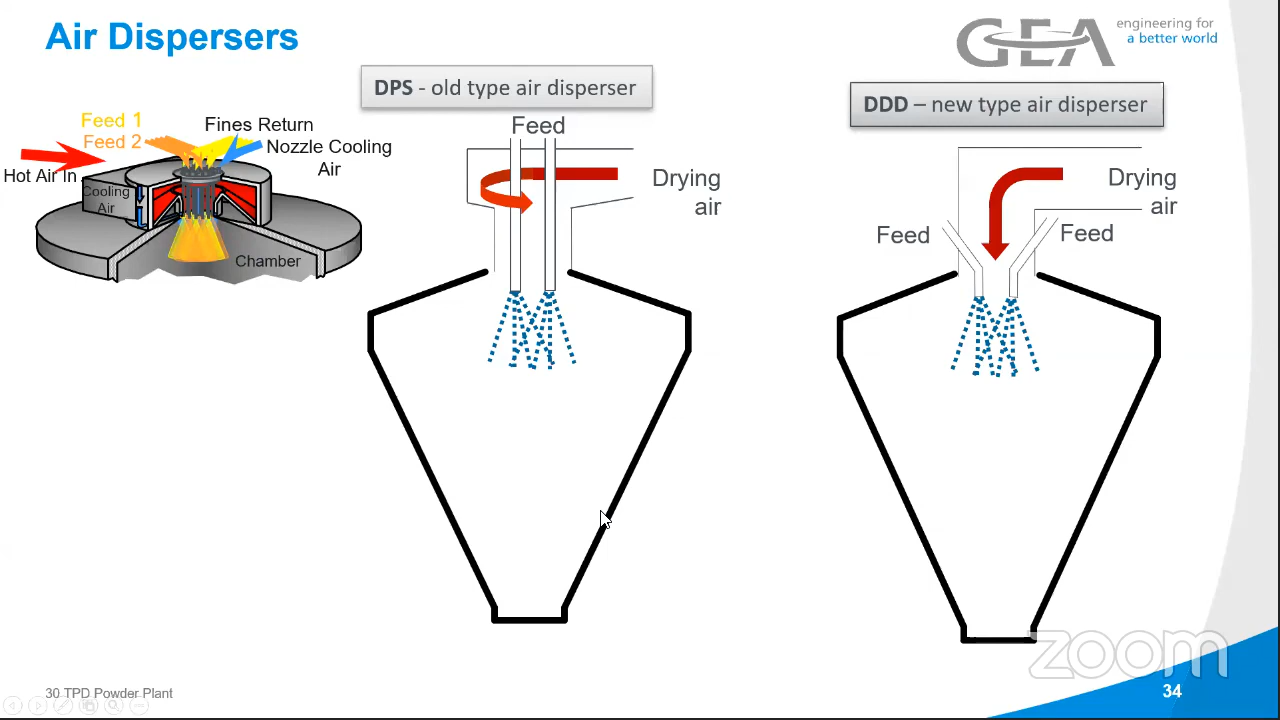 Air Dispersers
GEA
engineering for
a better world
DPS - old type air disperser
DDD – new type air disperser
Feed 1
Feed 2
Fines Return
Nozzle Cooling
Air
Hot Air In
Cooling
Air
Chamber
Feed
Drying
air
Drying
air
Feed
Feed
zoom
30 TPD Powder Plant
34